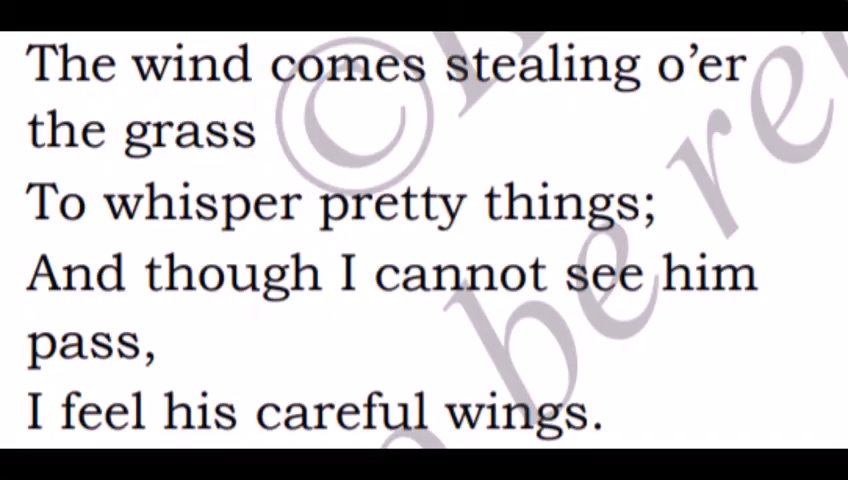 The wind comes stealing o’er
the grass
To whisper pretty things;
And though I cannot see him
pass,
I feel his careful wings.